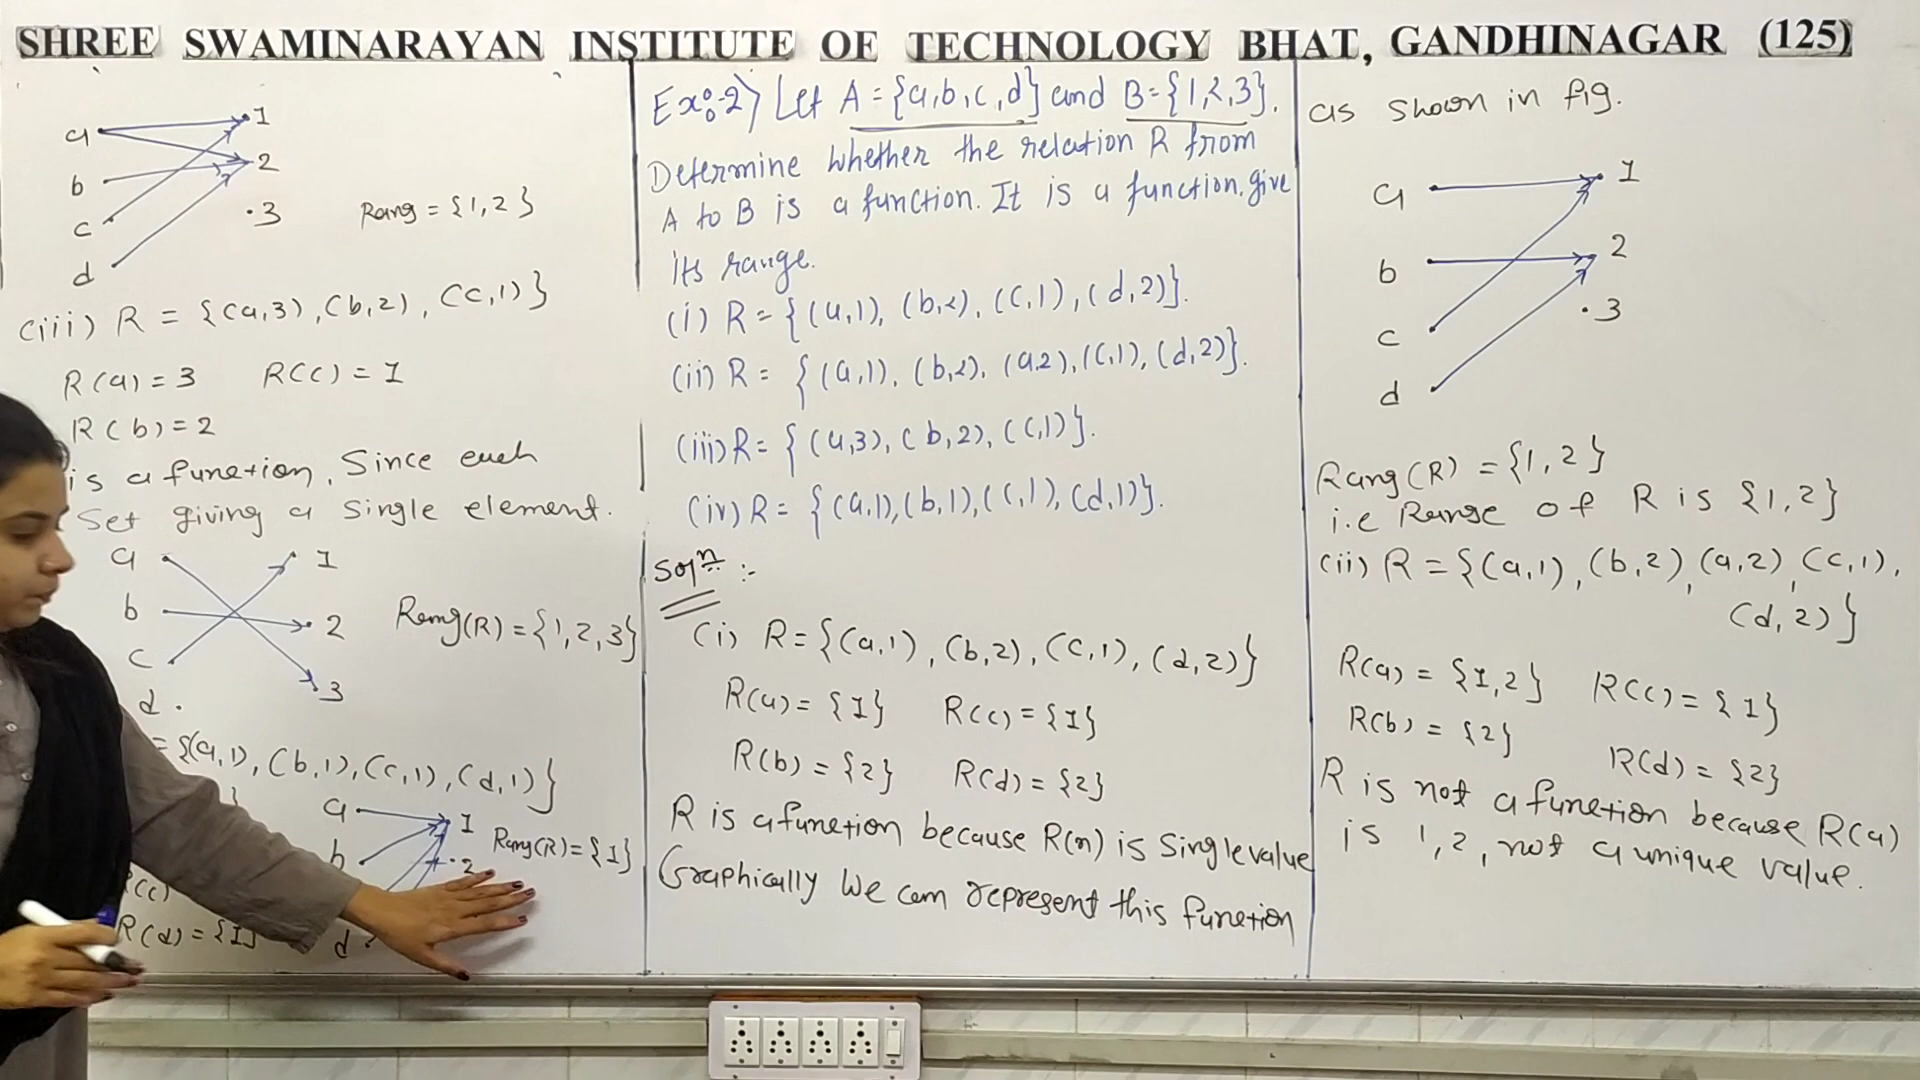 SHREE SWAMINARAYAN INSTITUTE OF TECHNOLOGY BHAT, GANDHINAGAR (125)
Ex:-2) Let A = {a,b,c,d} and B = {1,2,3}.
Determine whether the relation R from
A to B is a function. It is a function. give
its range.
(i) R = {(a,1), (b,2), (c,1), (d,2)}.
(ii) R = {(a,1), (b,2), (a,2), (c,1), (d,2)}.
(iii) R = {(a,3), (b,2), (c,1)}.
(iv) R = {(a,1), (b,1), (c,1), (d,1)}.
Solⁿ :-
(i) R = {(a,1), (b,2), (c,1), (d,2)}
R(a) = {1} R(c) = {1}
R(b) = {2} R(d) = {2}
R is a function because R(n) is Single value
Graphically We can represent this function
as shown in fig.
a 1
b 2
c 3
d
Rang(R) = {1,2}
i.e Range of R is {1,2}
(ii) R = {(a,1), (b,2), (a,2), (c,1),
(d,2)}
R(a) = {1,2} R(c) = {1}
R(b) = {2} R(d) = {2}
R is not a function because R(a)
is 1,2, not a unique value.
a 1
b 2
c 3 Rang = {1,2}
d
(iii) R = {(a,3), (b,2), (c,1)}
R(a) = 3 R(c) = 1
R(b) = 2
is a function, Since each
Set giving a single element.
a 1
b 2 Rang(R) = {1,2,3}
c 3
d
= {(a,1), (b,1), (c,1), (d,1)}
a 1 Rang(R) = {1}
b 2
R(c)
R(d) = {1} d